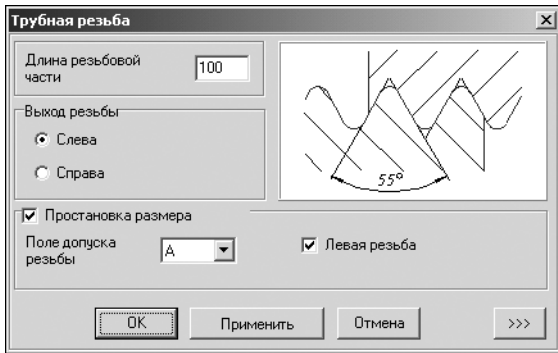 Трубная резьба
Длина резьбовой
части
100
Выход резьбы
Слева
Справа
55°
Простановка размера
Поле допуска
резьбы
A
Левая резьба
OK
Применить
Отмена
>>>